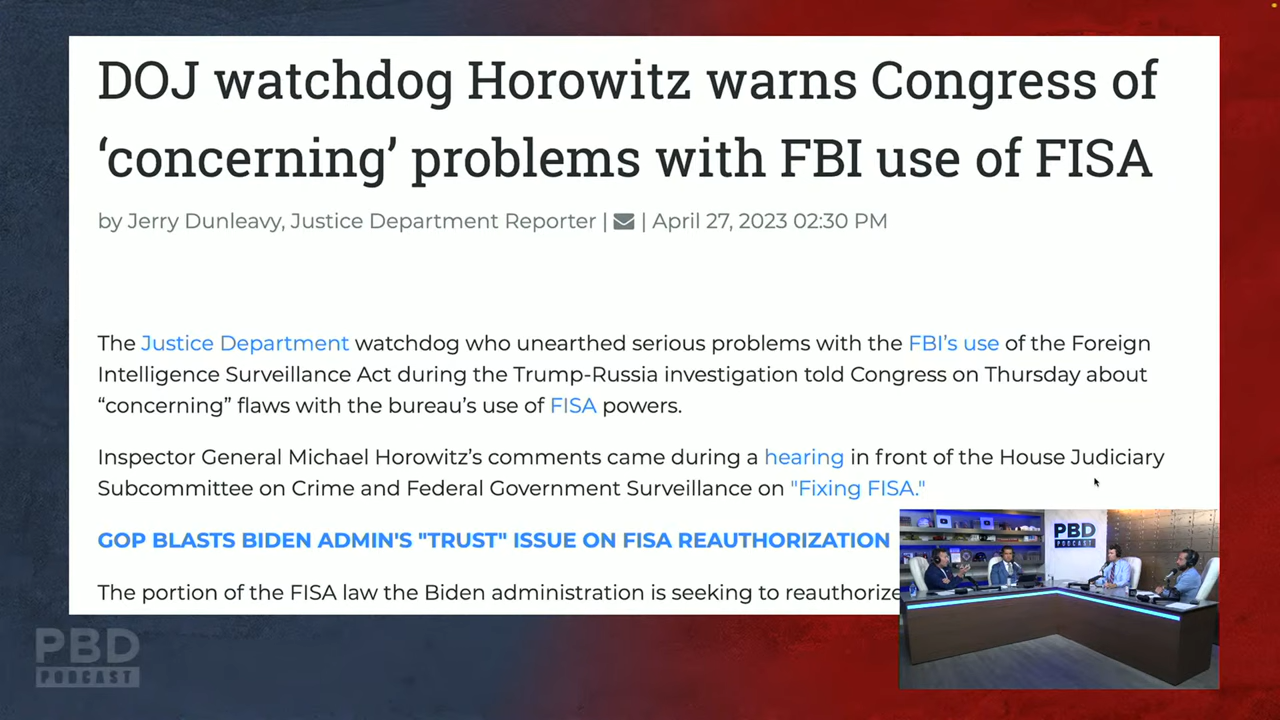 DOJ watchdog Horowitz warns Congress of
‘concerning’ problems with FBI use of FISA
by Jerry Dunleavy, Justice Department Reporter | | April 27, 2023 02:30 PM
The Justice Department watchdog who unearthed serious problems with the FBI’s use of the Foreign
Intelligence Surveillance Act during the Trump-Russia investigation told Congress on Thursday about
“concerning” flaws with the bureau’s use of FISA powers.
Inspector General Michael Horowitz’s comments came during a hearing in front of the House Judiciary
Subcommittee on Crime and Federal Government Surveillance on "Fixing FISA."
GOP BLASTS BIDEN ADMIN'S "TRUST" ISSUE ON FISA REAUTHORIZATION
The portion of the FISA law the Biden administration is seeking to reauthorize
PBD
PODCAST
PBD
PODCAST